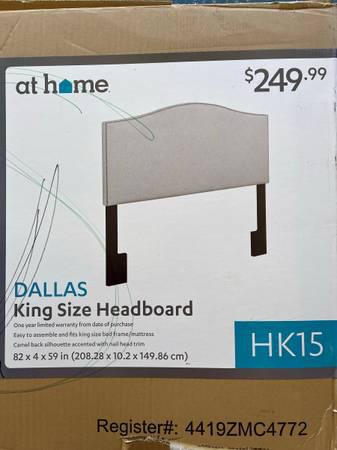 at home
$249.99
DALLAS
King Size Headboard
One year limited warranty from date of purchase
Easy to assemble and fits king size bed frame/mattress
Camel back silhouette accented with nail head trim
82 x 4 x 59 in (208.28 x 10.2 x 149.86 cm)
HK15
Register#: 4419ZMC4772